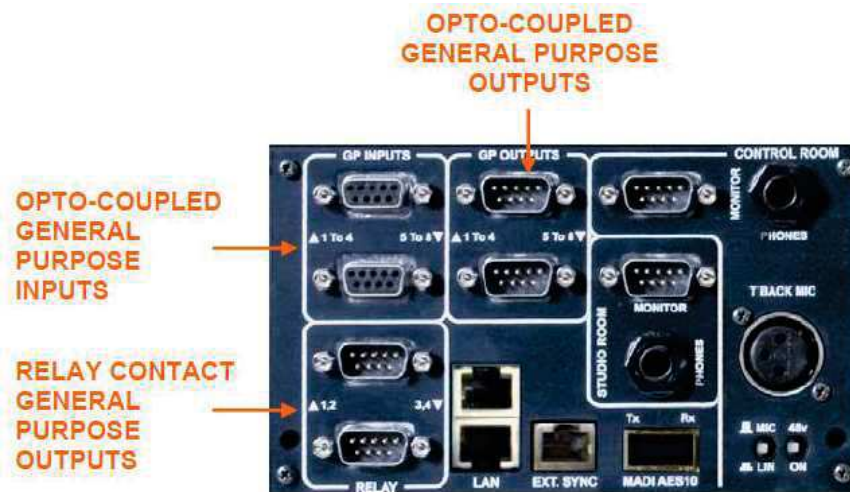 OPTO-COUPLED
GENERAL PURPOSE
OUTPUTS
OPTO-COUPLED
GENERAL
PURPOSE
INPUTS
RELAY CONTACT
GENERAL
PURPOSE
OUTPUTS
GP INPUTS
▲1 To 4 5 To 8▼
GP OUTPUTS
▲1 To 4 5 To 8▼
CONTROL ROOM
MONITOR
PHONES
MONITOR
STUDIO ROOM
PHONES
T'BACK MIC
▲1,2 3,4▼
RELAY
LAN
EXT. SYNC
Tx Rx
MADI AES10
MIC 48v
LIN ON